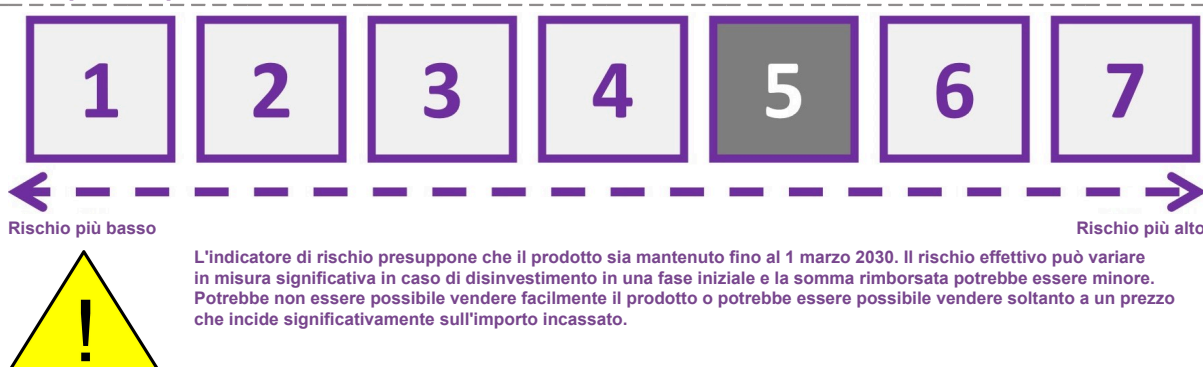 1 2 3 4 5 6 7
Rischio più basso Rischio più alto
L'indicatore di rischio presuppone che il prodotto sia mantenuto fino al 1 marzo 2030. Il rischio effettivo può variare
in misura significativa in caso di disinvestimento in una fase iniziale e la somma rimborsata potrebbe essere minore.
Potrebbe non essere possibile vendere facilmente il prodotto o potrebbe essere possibile vendere soltanto a un prezzo
che incide significativamente sull'importo incassato.
!